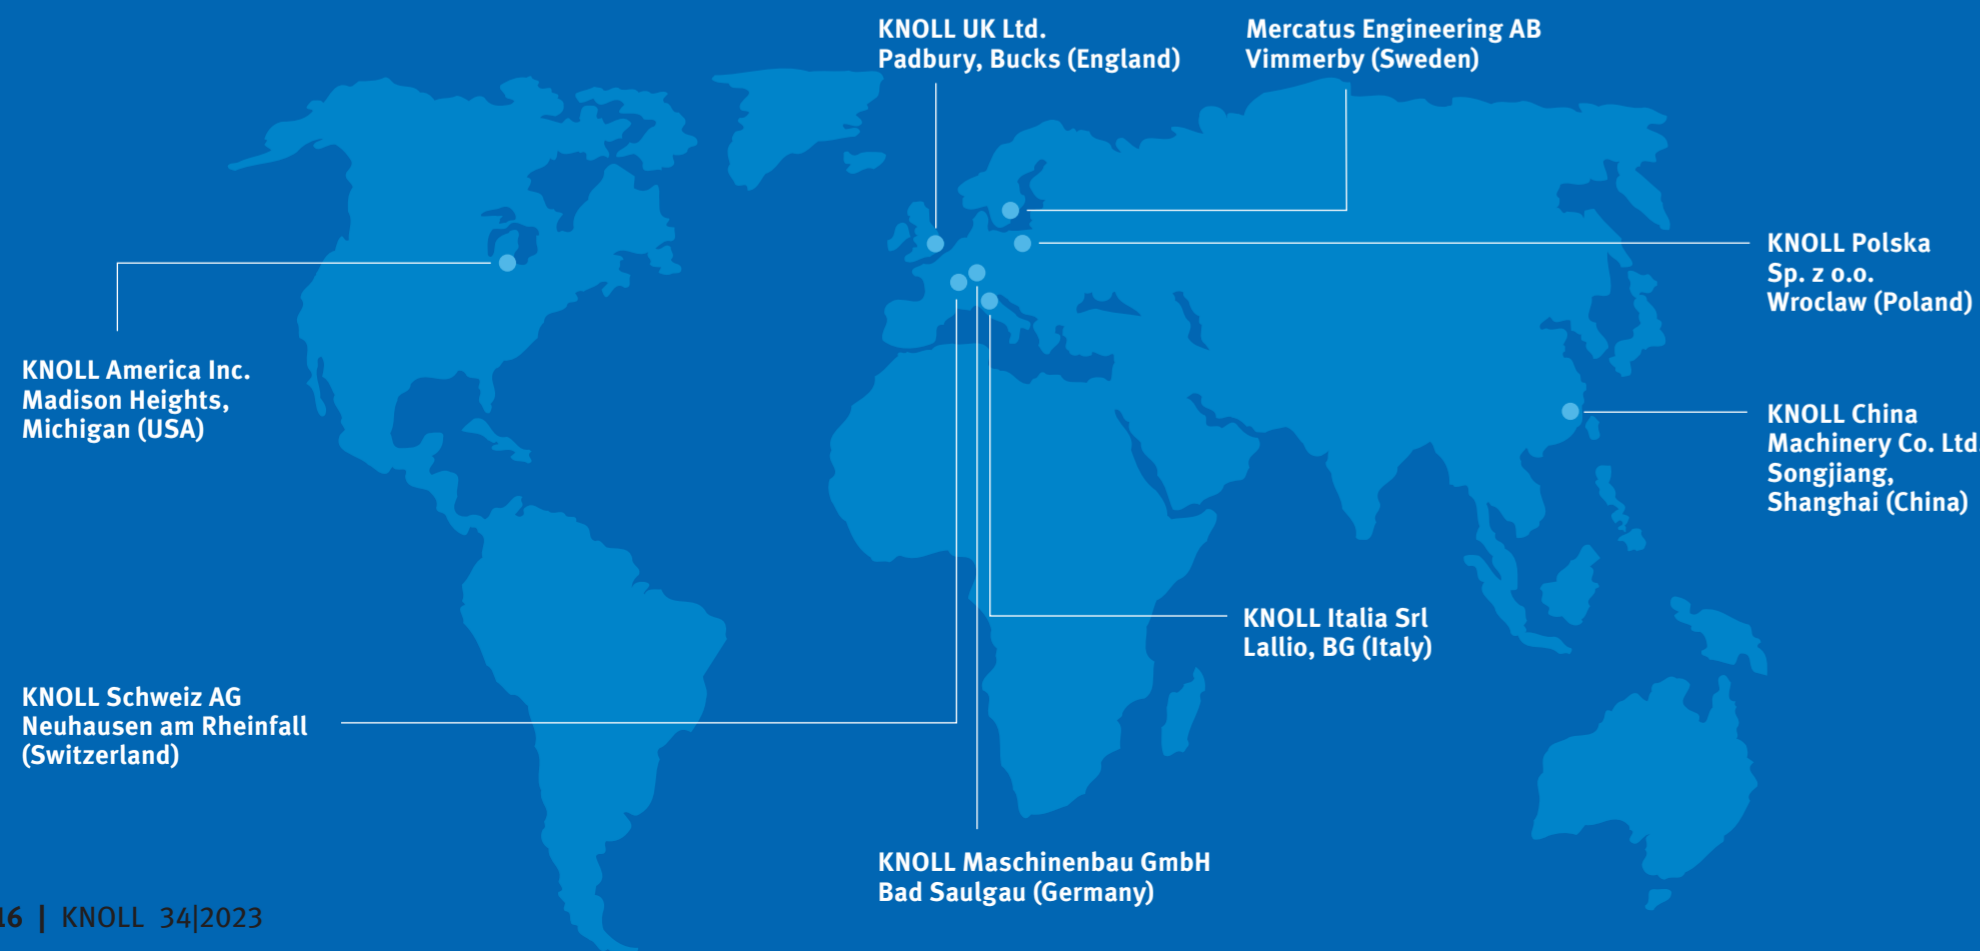 KNOLL UK Ltd.
Padbury, Bucks (England)
Mercatus Engineering AB
Vimmerby (Sweden)
KNOLL Polska
Sp. z o.o.
Wroclaw (Poland)
KNOLL America Inc.
Madison Heights,
Michigan (USA)
KNOLL China
Machinery Co. Ltd.
Songjiang,
Shanghai (China)
KNOLL Italia Srl
Lallio, BG (Italy)
KNOLL Schweiz AG
Neuhausen am Rheinfall
(Switzerland)
KNOLL Maschinenbau GmbH
Bad Saulgau (Germany)
16 | KNOLL 34|2023